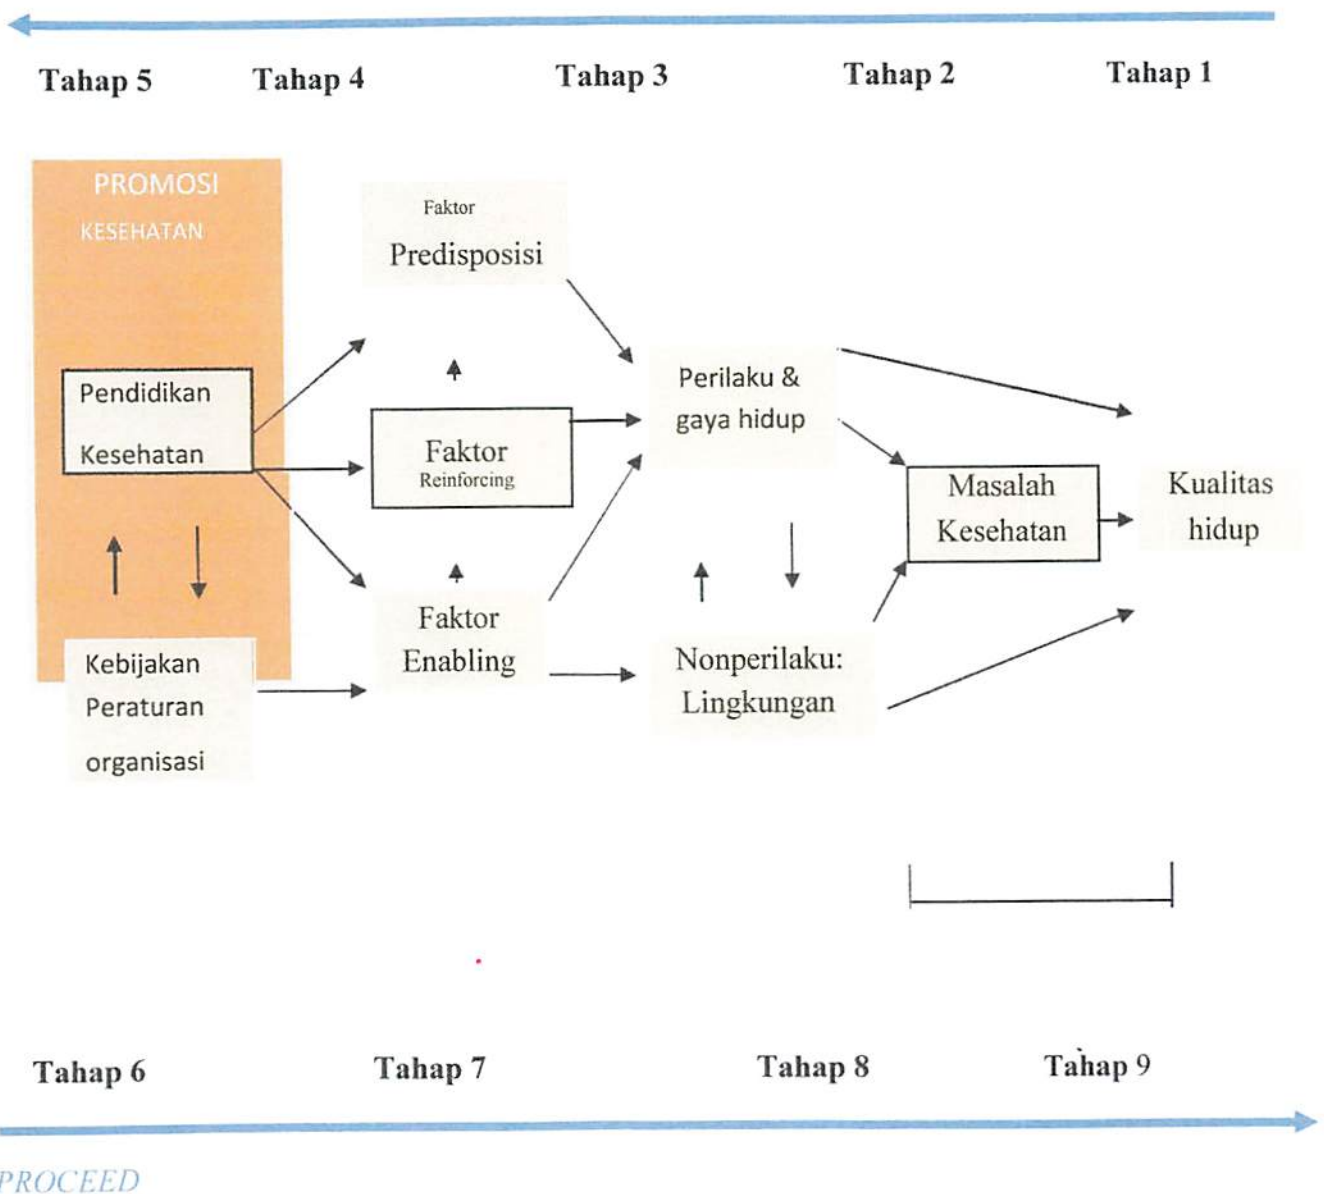 Tahap 5
Tahap 4
Tahap 3
Tahap 2
Tahap 1
PROMOSI
KESEHATAN
Faktor
Predisposisi
Pendidikan
Kesehatan
Faktor
Reinforcing
Perilaku &
gaya hidup
Masalah
Kesehatan
Kualitas
hidup
Kebijakan
Peraturan
organisasi
Faktor
Enabling
Nonperilaku:
Lingkungan
Tahap 6
Tahap 7
Tahap 8
Tahap 9
PROCEED